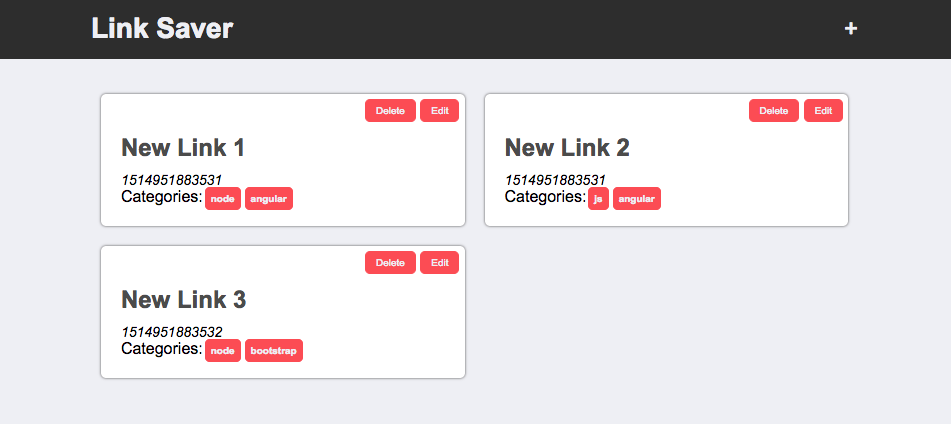 Link Saver +
Delete Edit
New Link 1
1514951883531
Categories: node angular
Delete Edit
New Link 2
1514951883531
Categories: js angular
Delete Edit
New Link 3
1514951883532
Categories: node bootstrap